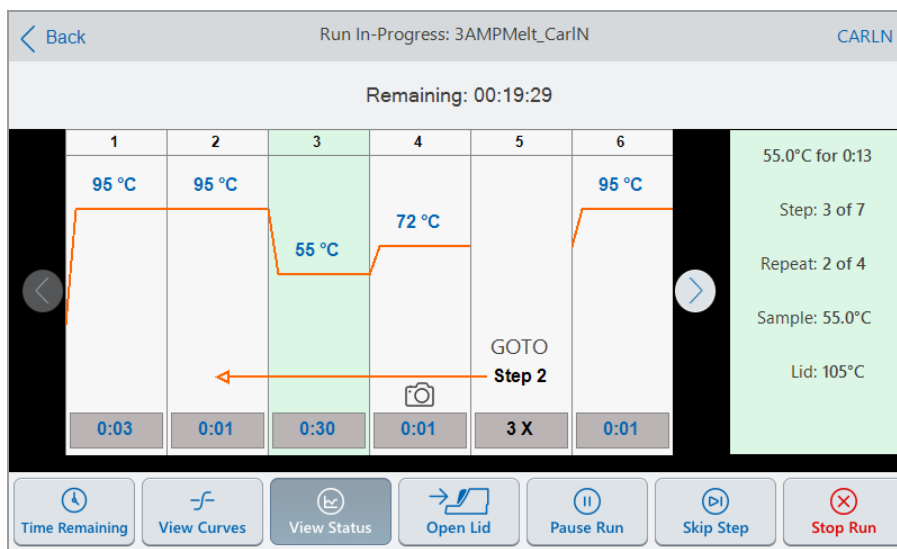 Back
Run In-Progress: 3AMPMelt_CarlN
CARLN
Remaining: 00:19:29
1 2 3 4 5 6
95 °C 95 °C 55 °C 72 °C 95 °C
GOTO
Step 2
0:03 0:01 0:30 0:01 3 X 0:01
55.0°C for 0:13
Step: 3 of 7
Repeat: 2 of 4
Sample: 55.0°C
Lid: 105°C
Time Remaining View Curves View Status Open Lid Pause Run Skip Step Stop Run